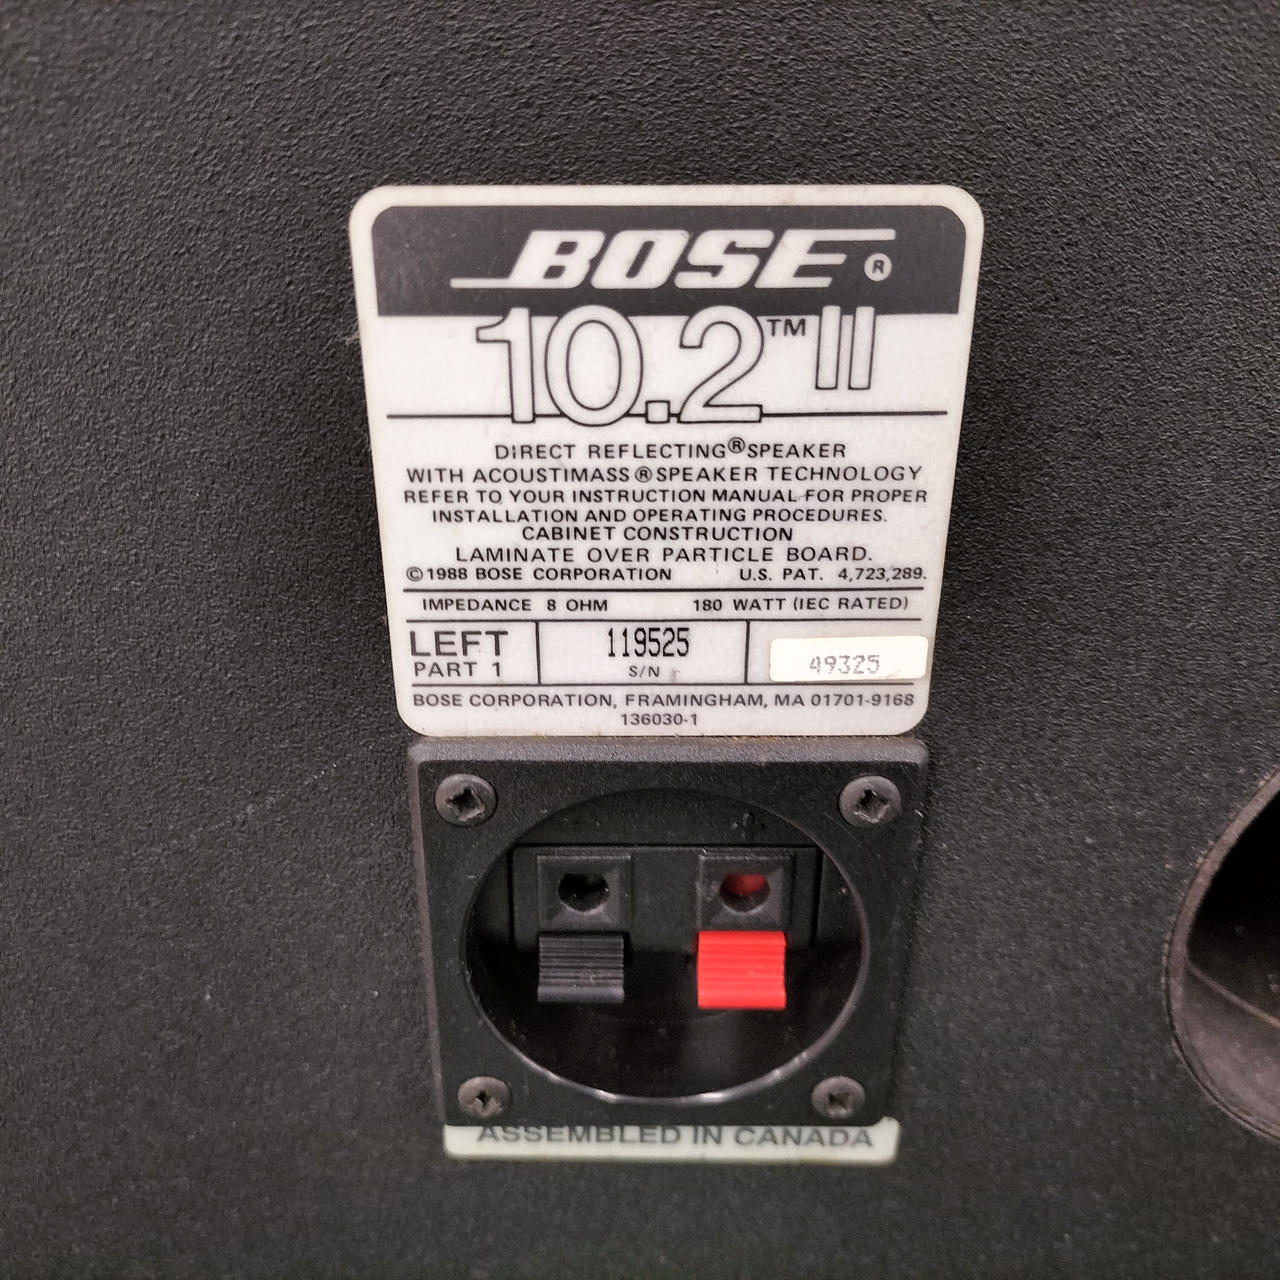 BOSE®
10.2™ II
DIRECT REFLECTING® SPEAKER
WITH ACOUSTIMASS® SPEAKER TECHNOLOGY
REFER TO YOUR INSTRUCTION MANUAL FOR PROPER
INSTALLATION AND OPERATING PROCEDURES.
CABINET CONSTRUCTION
LAMINATE OVER PARTICLE BOARD.
©1988 BOSE CORPORATION U.S. PAT. 4,723,289.
IMPEDANCE 8 OHM 180 WATT (IEC RATED)
LEFT 119525
PART 1 S/N 49325
BOSE CORPORATION, FRAMINGHAM, MA 01701-9168
136030-1
ASSEMBLED IN CANADA